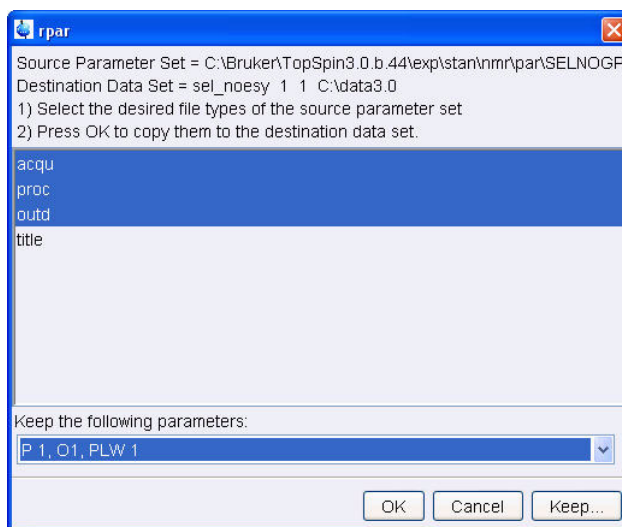 rpar
Source Parameter Set = C:\Bruker\TopSpin3.0.b.44\exp\stan\nmr\par\SELNOGP
Destination Data Set = sel_noesy 1 1 C:\data3.0
1) Select the desired file types of the source parameter set
2) Press OK to copy them to the destination data set.
acqu
proc
outd
title
Keep the following parameters:
P 1, O1, PLW 1
OK Cancel Keep...